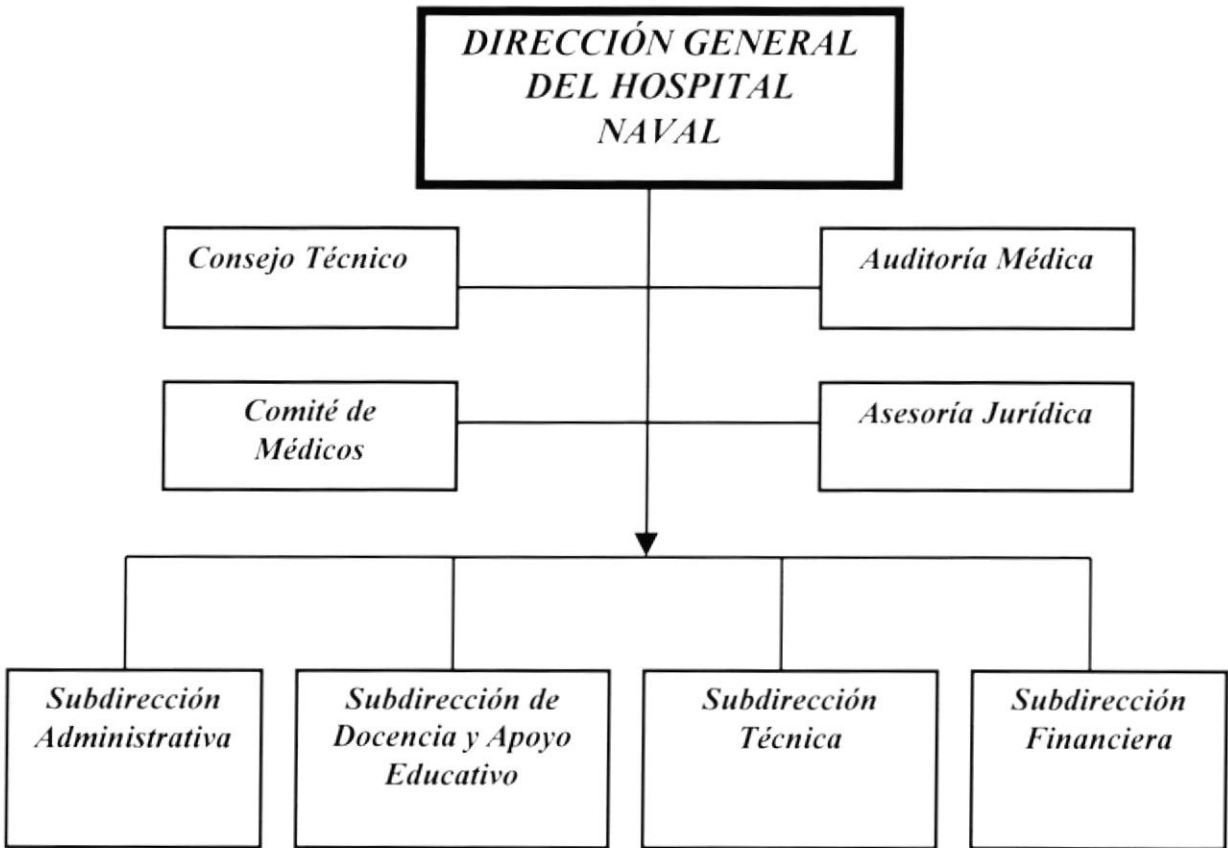 DIRECCIÓN GENERAL
DEL HOSPITAL
NAVAL
Consejo Técnico
Auditoría Médica
Comité de
Médicos
Asesoría Jurídica
Subdirección
Administrativa
Subdirección de
Docencia y Apoyo
Educativo
Subdirección
Técnica
Subdirección
Financiera